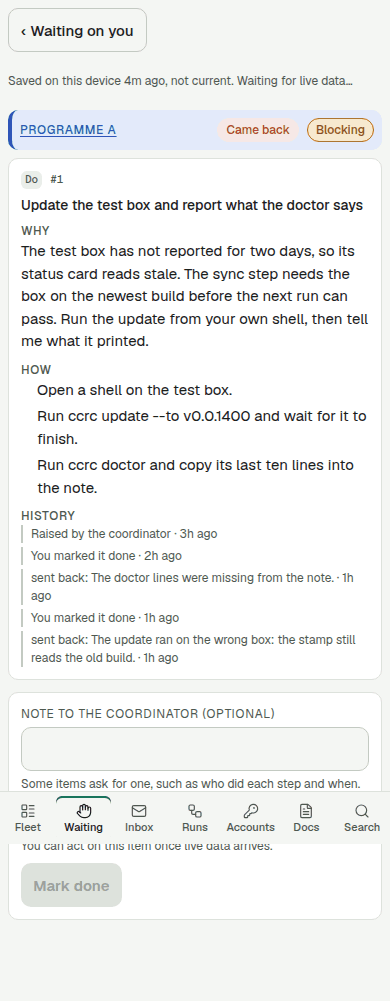 ‹ Waiting on you
Saved on this device 4m ago, not current. Waiting for live data…
PROGRAMME A
Came back
Blocking
Do #1
Update the test box and report what the doctor says
WHY
The test box has not reported for two days, so its
status card reads stale. The sync step needs the
box on the newest build before the next run can
pass. Run the update from your own shell, then tell
me what it printed.
HOW
Open a shell on the test box.
Run ccrc update --to v0.0.1400 and wait for it to
finish.
Run ccrc doctor and copy its last ten lines into
the note.
HISTORY
Raised by the coordinator · 3h ago
You marked it done · 2h ago
sent back: The doctor lines were missing from the note. · 1h
ago
You marked it done · 1h ago
sent back: The update ran on the wrong box: the stamp still
reads the old build. · 1h ago
NOTE TO THE COORDINATOR (OPTIONAL)
Some items ask for one, such as who did each step and when.
Fleet
Waiting
Inbox
Runs
Accounts
Docs
Search
You can act on this item once live data arrives.
Mark done